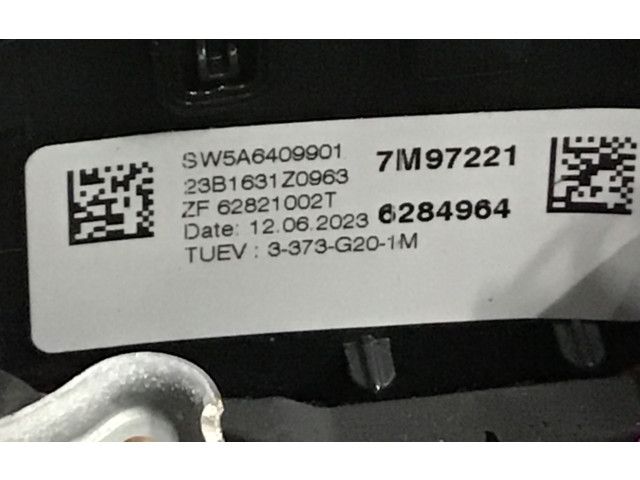 SW5A6409901
23B1631Z0963
ZF 62821002T
Date: 12.06.2023
TUEV : 3-373-G20-1M
7M97221
6284964